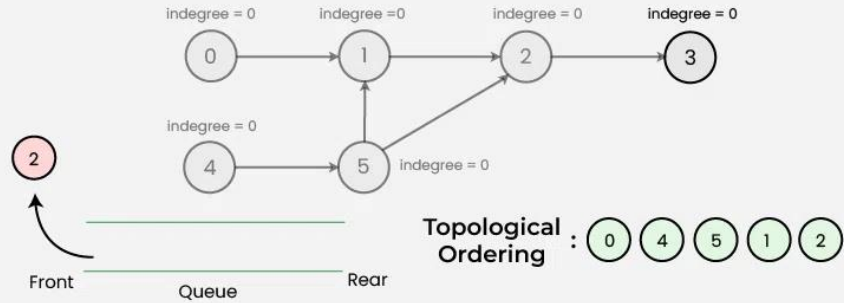 indegree = 0
indegree =0
indegree = 0
indegree = 0
0
1
2
3
indegree = 0
2
4
5
indegree = 0
Topological
Ordering
:
0
4
5
1
2
Front
Queue
Rear